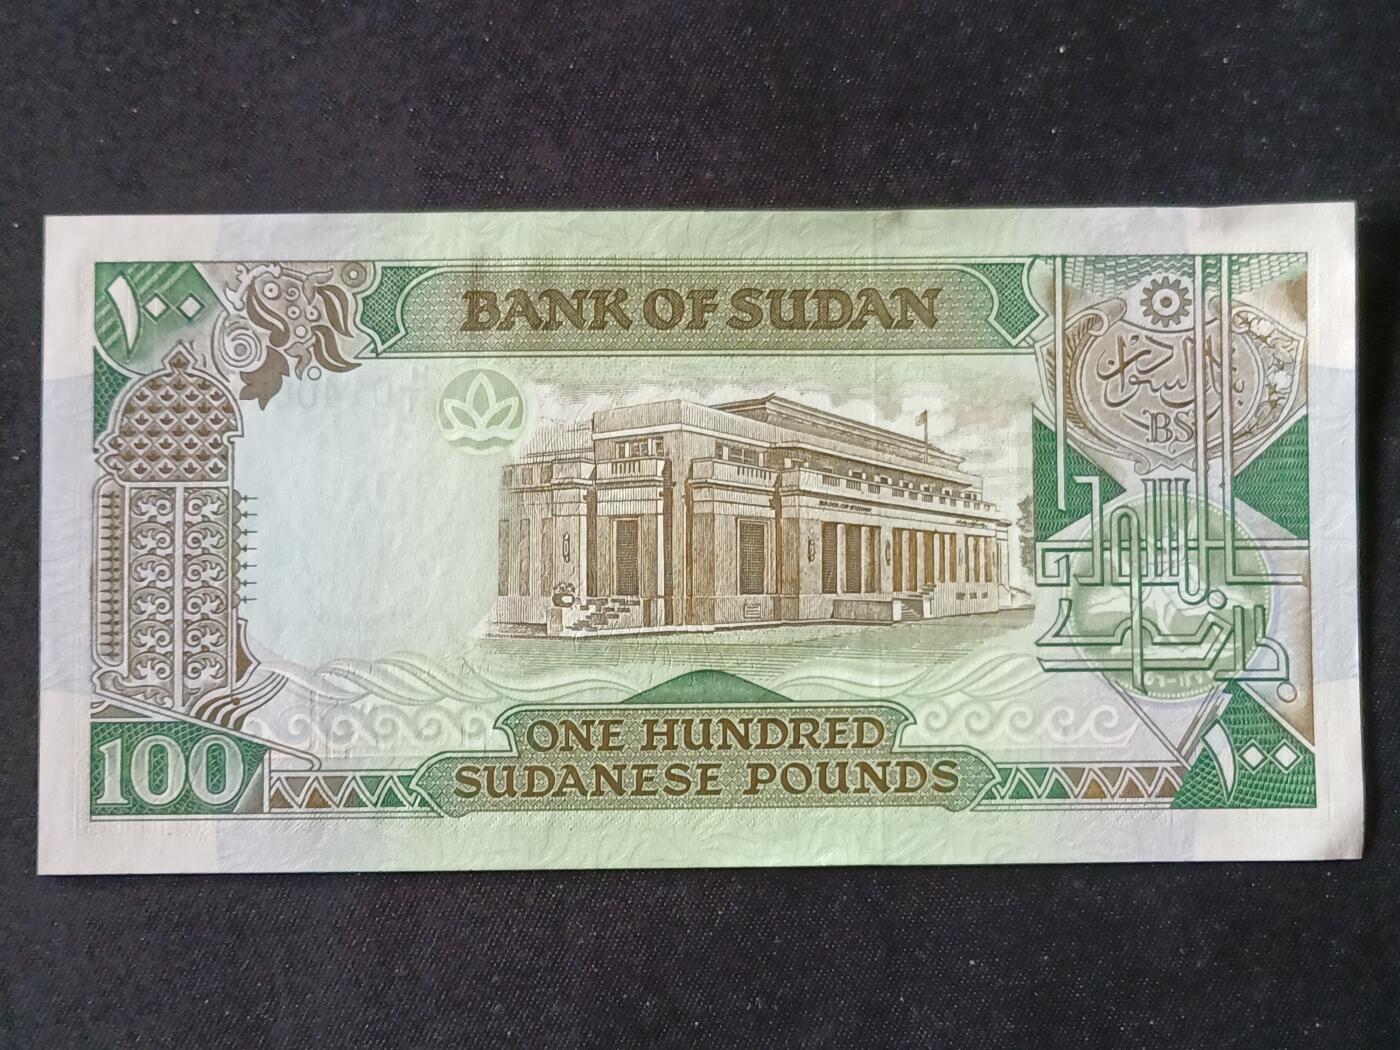 ١٠٠
BANK OF SUDAN
بنك السودان
BS
ONE HUNDRED
SUDANESE POUNDS
100
١٠٠